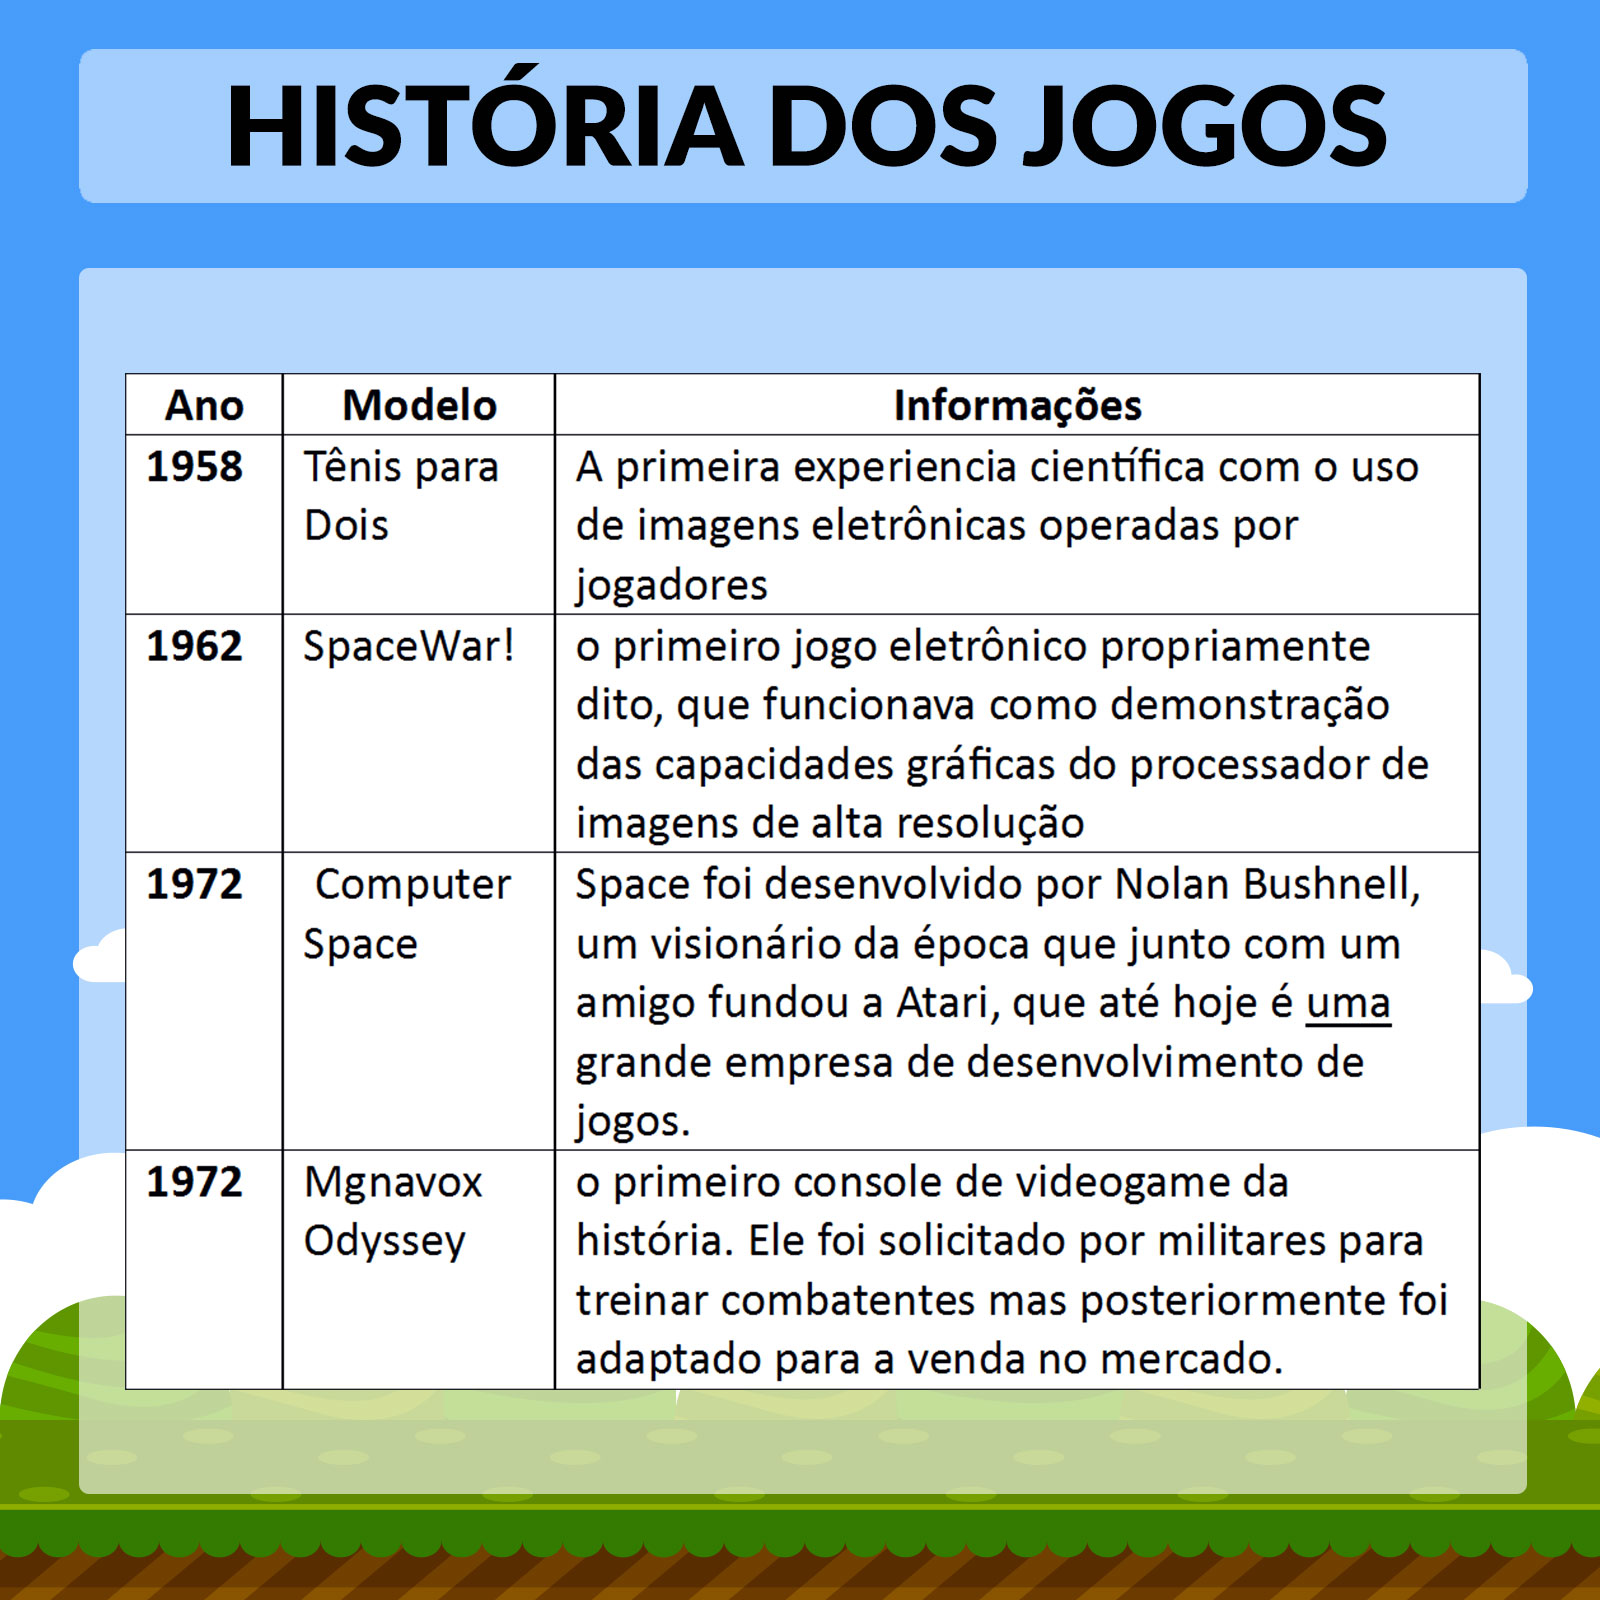 HISTÓRIA DOS JOGOS
Ano Modelo Informações
1958 Tênis para A primeira experiencia científica com o uso
Dois de imagens eletrônicas operadas por
jogadores
1962 SpaceWar! o primeiro jogo eletrônico propriamente
dito, que funcionava como demonstração
das capacidades gráficas do processador de
imagens de alta resolução
1972 Computer Space foi desenvolvido por Nolan Bushnell,
Space um visionário da época que junto com um
amigo fundou a Atari, que até hoje é uma
grande empresa de desenvolvimento de
jogos.
1972 Mgnavox o primeiro console de videogame da
Odyssey história. Ele foi solicitado por militares para
treinar combatentes mas posteriormente foi
adaptado para a venda no mercado.